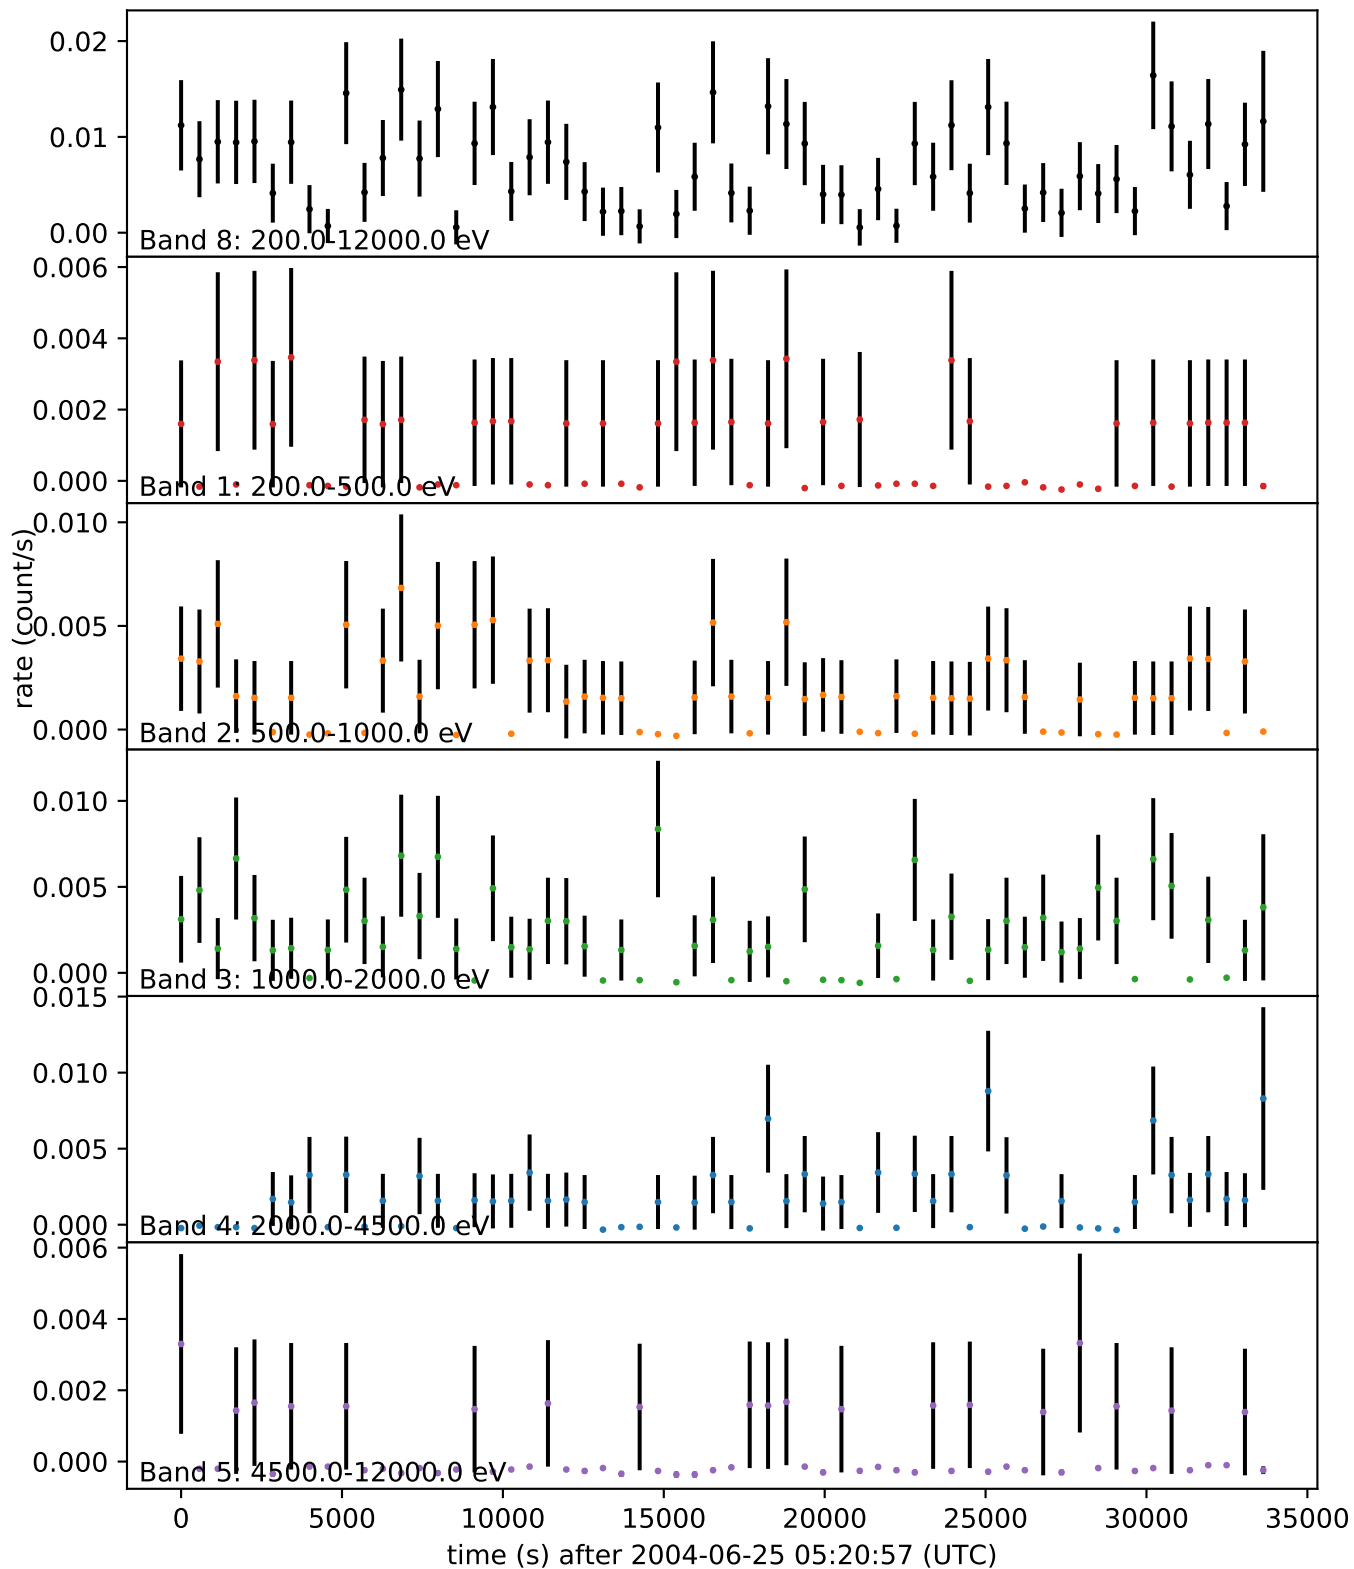 0.02
0.01
0.00
Band 8: 200.0-12000.0 eV
0.006
0.004
0.002
0.000
Band 1: 200.0-500.0 eV
rate (count/s)
0.010
0.005
0.000
Band 2: 500.0-1000.0 eV
0.010
0.005
0.000
Band 3: 1000.0-2000.0 eV
0.015
0.010
0.005
0.000
Band 4: 2000.0-4500.0 eV
0.006
0.004
0.002
0.000
Band 5: 4500.0-12000.0 eV
0 5000 10000 15000 20000 25000 30000 35000
time (s) after 2004-06-25 05:20:57 (UTC)